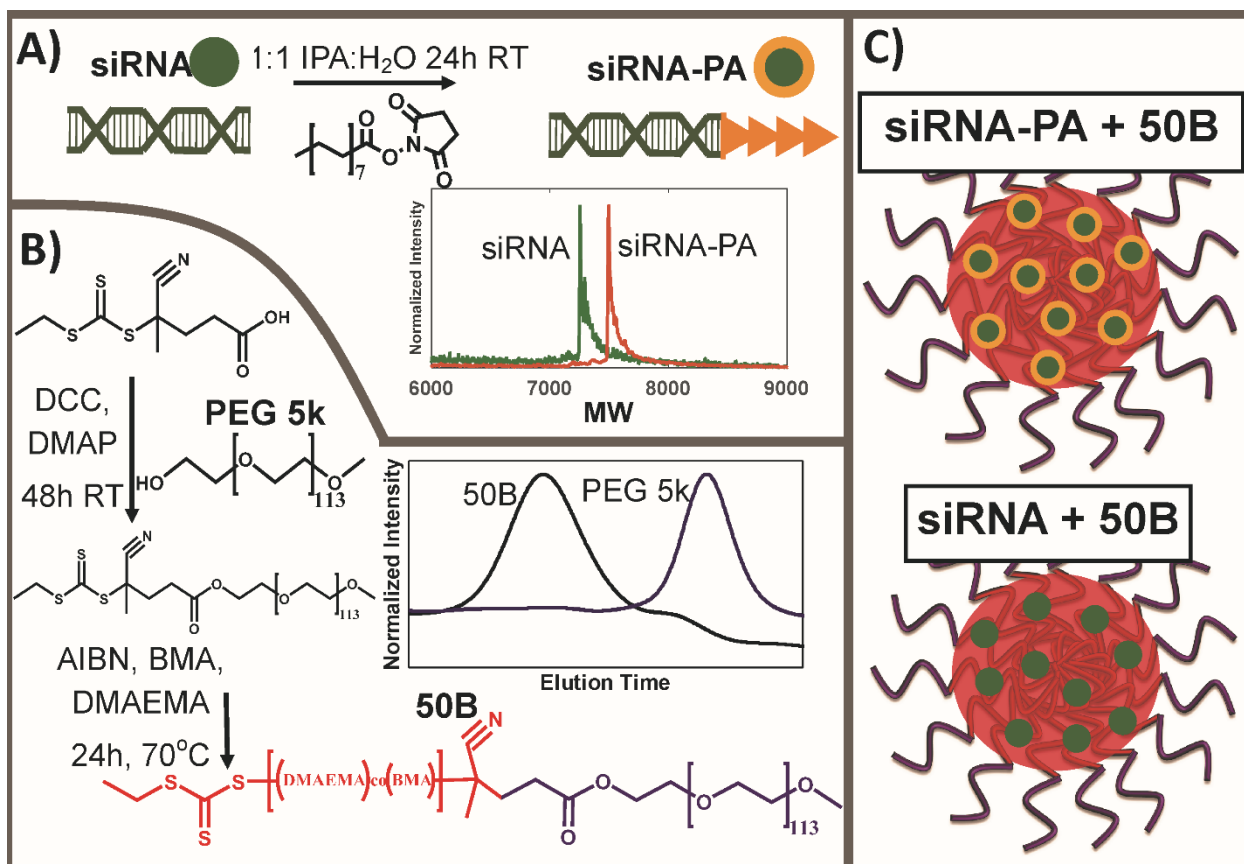 A)
siRNA
1:1 IPA:H₂O 24h RT
siRNA-PA
O
O
O
N
O
7
Normalized Intensity
siRNA
siRNA-PA
6000 7000 8000 9000
MW
B)
N
S
S S
OH
O
DCC,
DMAP
48h RT
PEG 5k
HO
O
O
113
N
S
S S
O
O
O
O
113
AIBN, BMA,
DMAEMA
24h, 70°C
Normalized Intensity
50B
PEG 5k
Elution Time
50B
N
S
S
S
(DMAEMA)co(BMA)
O
O
O
O
113
C)
siRNA-PA + 50B
siRNA + 50B